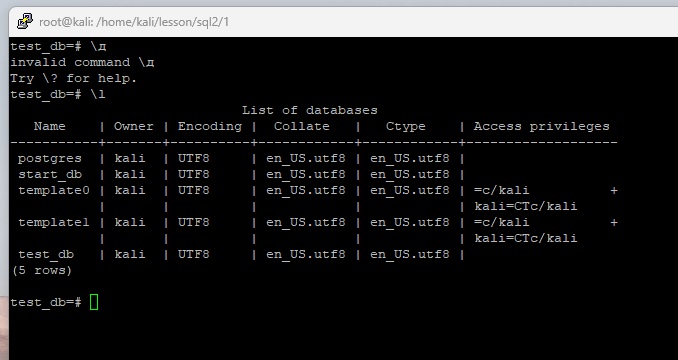 root@kali: /home/kali/lesson/sql2/1
test_db=# \д
invalid command \д
Try \? for help.
test_db=# \l
                              List of databases
   Name    | Owner | Encoding |  Collate   |   Ctype    | Access privileges
-----------+-------+----------+------------+------------+-------------------
 postgres  | kali  | UTF8     | en_US.utf8 | en_US.utf8 |
 start_db  | kali  | UTF8     | en_US.utf8 | en_US.utf8 |
 template0 | kali  | UTF8     | en_US.utf8 | en_US.utf8 | =c/kali          +
           |       |          |            |            | kali=CTc/kali
 template1 | kali  | UTF8     | en_US.utf8 | en_US.utf8 | =c/kali          +
           |       |          |            |            | kali=CTc/kali
 test_db   | kali  | UTF8     | en_US.utf8 | en_US.utf8 |
(5 rows)
test_db=#